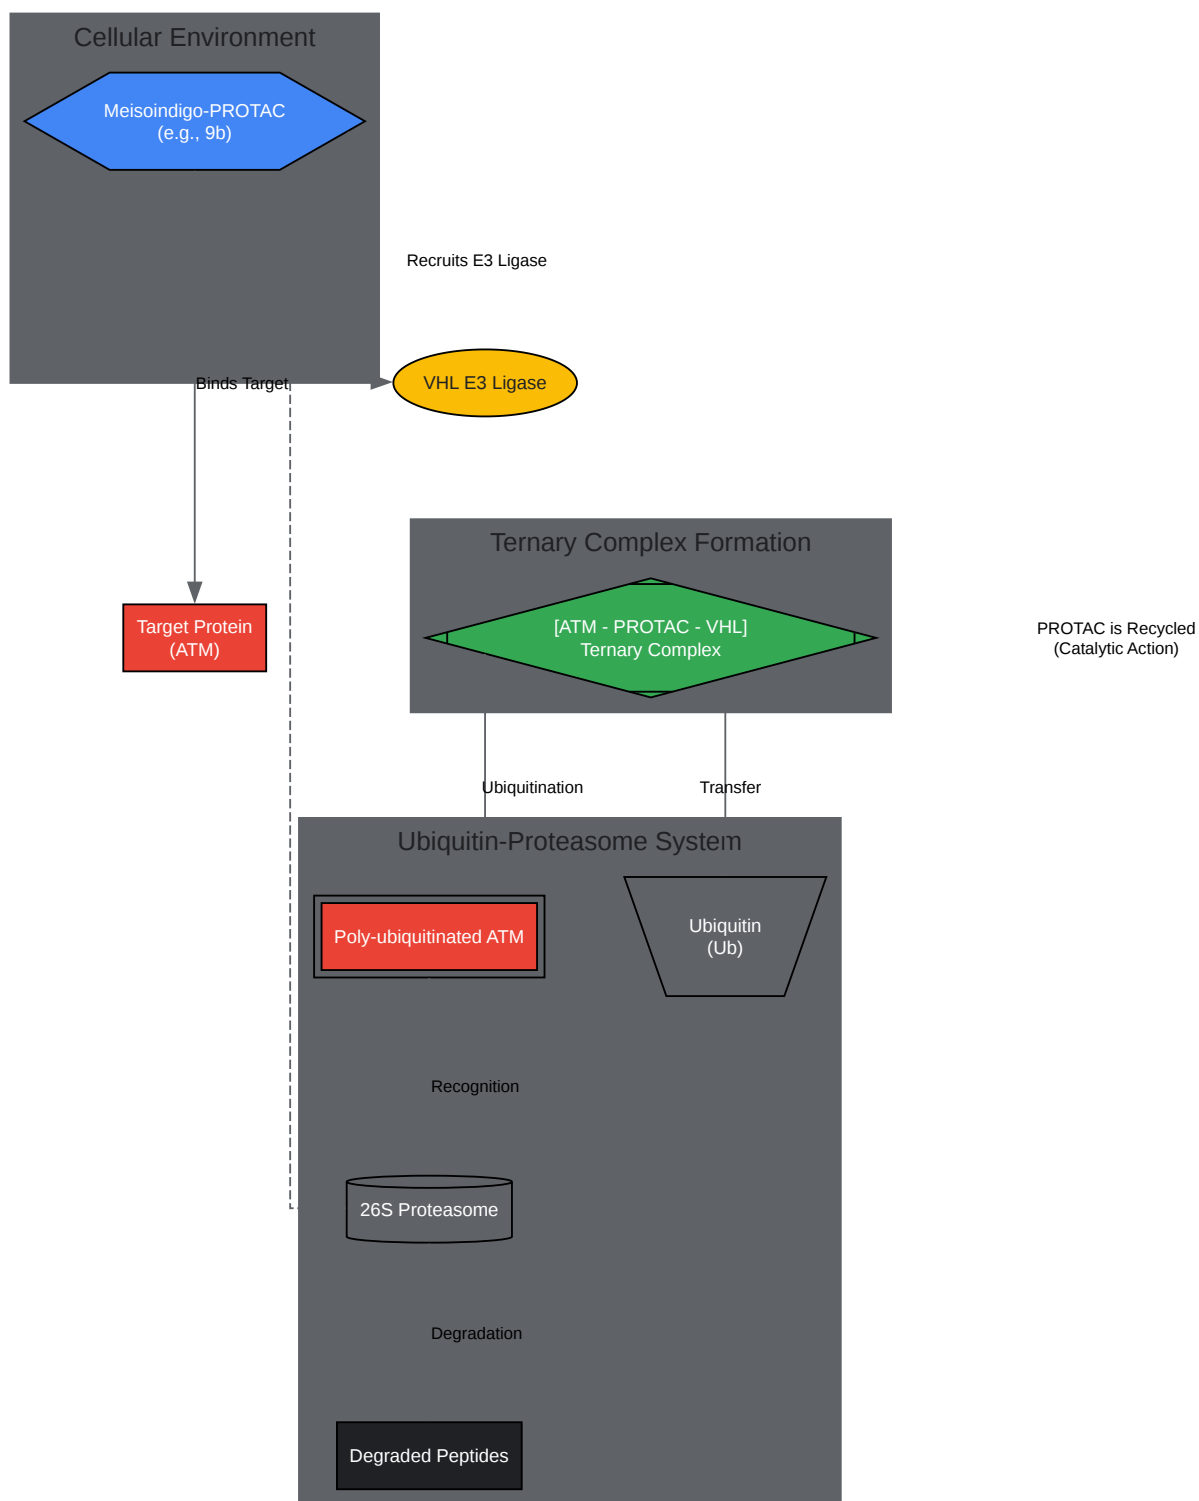 Cellular Environment
Meisoindigo-PROTAC
(e.g., 9b)
Recruits E3 Ligase
Binds Target
VHL E3 Ligase
Ternary Complex Formation
Target Protein
(ATM)
[ATM - PROTAC - VHL]
Ternary Complex
PROTAC is Recycled
(Catalytic Action)
Ubiquitination
Transfer
Ubiquitin-Proteasome System
Poly-ubiquitinated ATM
Ubiquitin
(Ub)
Recognition
26S Proteasome
Degradation
Degraded Peptides